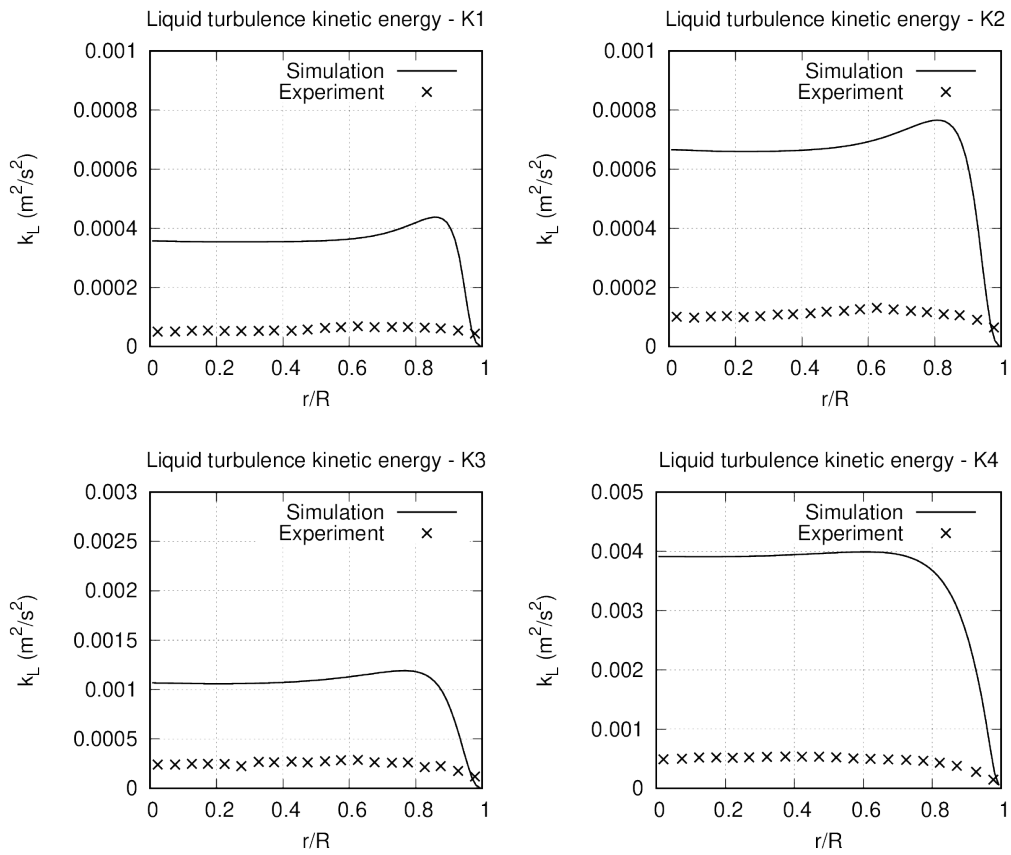 Liquid turbulence kinetic energy - K1
0.001
0.0008
0.0006
0.0004
0.0002
0
k_L (m^2/s^2)
Simulation
Experiment
0 0.2 0.4 0.6 0.8 1
r/R
Liquid turbulence kinetic energy - K2
0.001
0.0008
0.0006
0.0004
0.0002
0
k_L (m^2/s^2)
Simulation
Experiment
0 0.2 0.4 0.6 0.8 1
r/R
Liquid turbulence kinetic energy - K3
0.003
0.0025
0.002
0.0015
0.001
0.0005
0
k_L (m^2/s^2)
Simulation
Experiment
0 0.2 0.4 0.6 0.8 1
r/R
Liquid turbulence kinetic energy - K4
0.005
0.004
0.003
0.002
0.001
0
k_L (m^2/s^2)
Simulation
Experiment
0 0.2 0.4 0.6 0.8 1
r/R